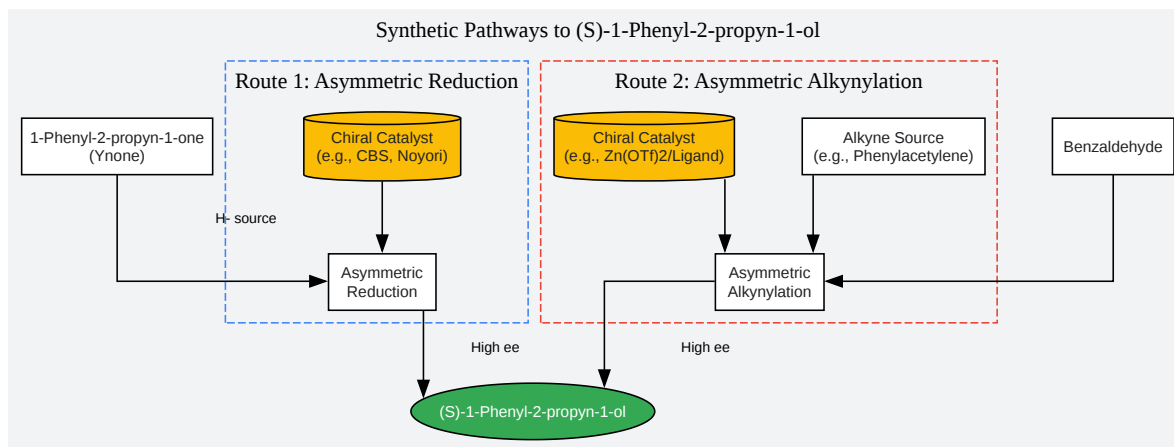 Synthetic Pathways to (S)-1-Phenyl-2-propyn-1-ol
Route 1: Asymmetric Reduction
Route 2: Asymmetric Alkynylation
1-Phenyl-2-propyn-1-one
(Ynone)
Chiral Catalyst
(e.g., CBS, Noyori)
Chiral Catalyst
(e.g., Zn(OTf)2/Ligand)
Alkyne Source
(e.g., Phenylacetylene)
Benzaldehyde
H- source
Asymmetric
Reduction
Asymmetric
Alkynylation
High ee
High ee
(S)-1-Phenyl-2-propyn-1-ol